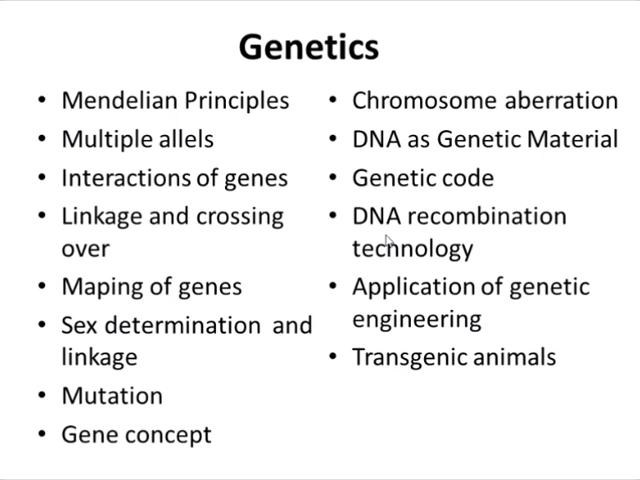 Genetics
• Mendelian Principles
• Multiple allels
• Interactions of genes
• Linkage and crossing
over
• Maping of genes
• Sex determination and
linkage
• Mutation
• Gene concept
• Chromosome aberration
• DNA as Genetic Material
• Genetic code
• DNA recombination
technology
• Application of genetic
engineering
• Transgenic animals